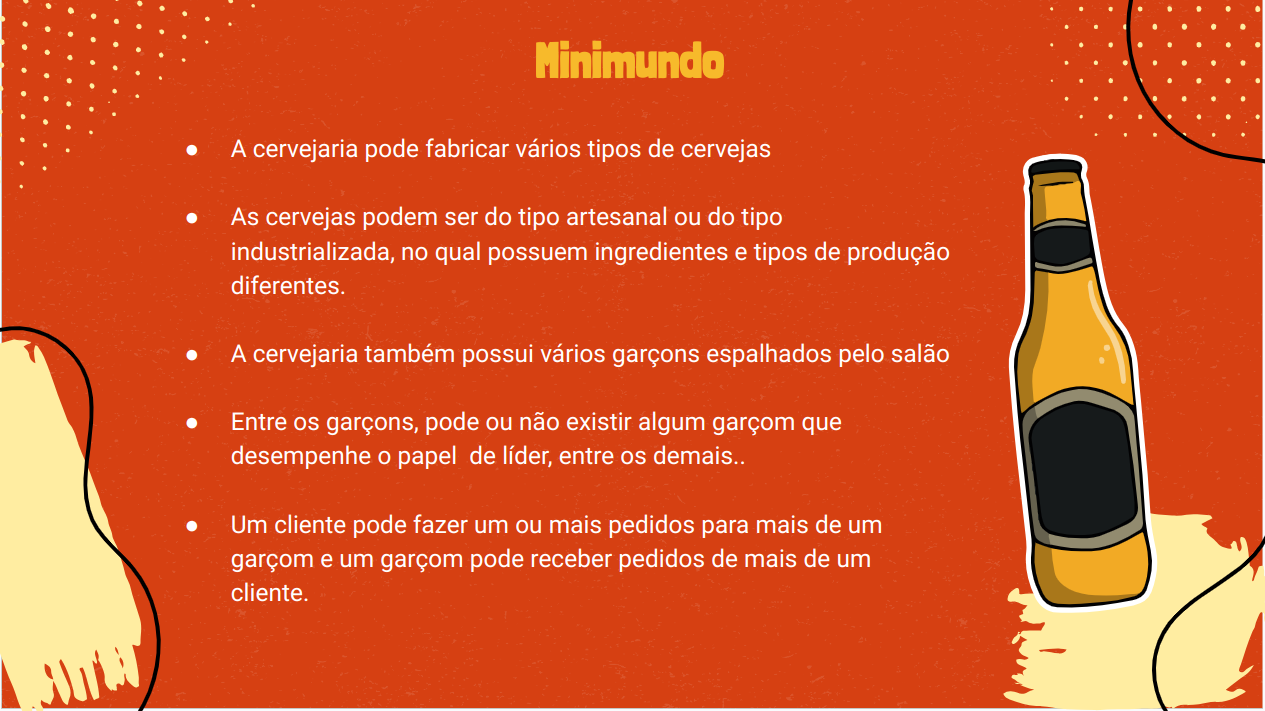 Minimundo
● A cervejaria pode fabricar vários tipos de cervejas
● As cervejas podem ser do tipo artesanal ou do tipo
industrializada, no qual possuem ingredientes e tipos de produção
diferentes.
● A cervejaria também possui vários garçons espalhados pelo salão
● Entre os garçons, pode ou não existir algum garçom que
desempenhe o papel  de líder, entre os demais..
● Um cliente pode fazer um ou mais pedidos para mais de um
garçom e um garçom pode receber pedidos de mais de um
cliente.